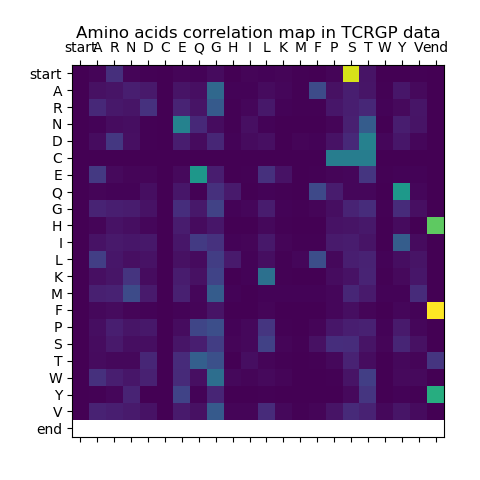 Amino acids correlation map in TCRGP data
start A R N D C E Q G H I L K M F P S T W Y V end
start
A
R
N
D
C
E
Q
G
H
I
L
K
M
F
P
S
T
W
Y
V
end